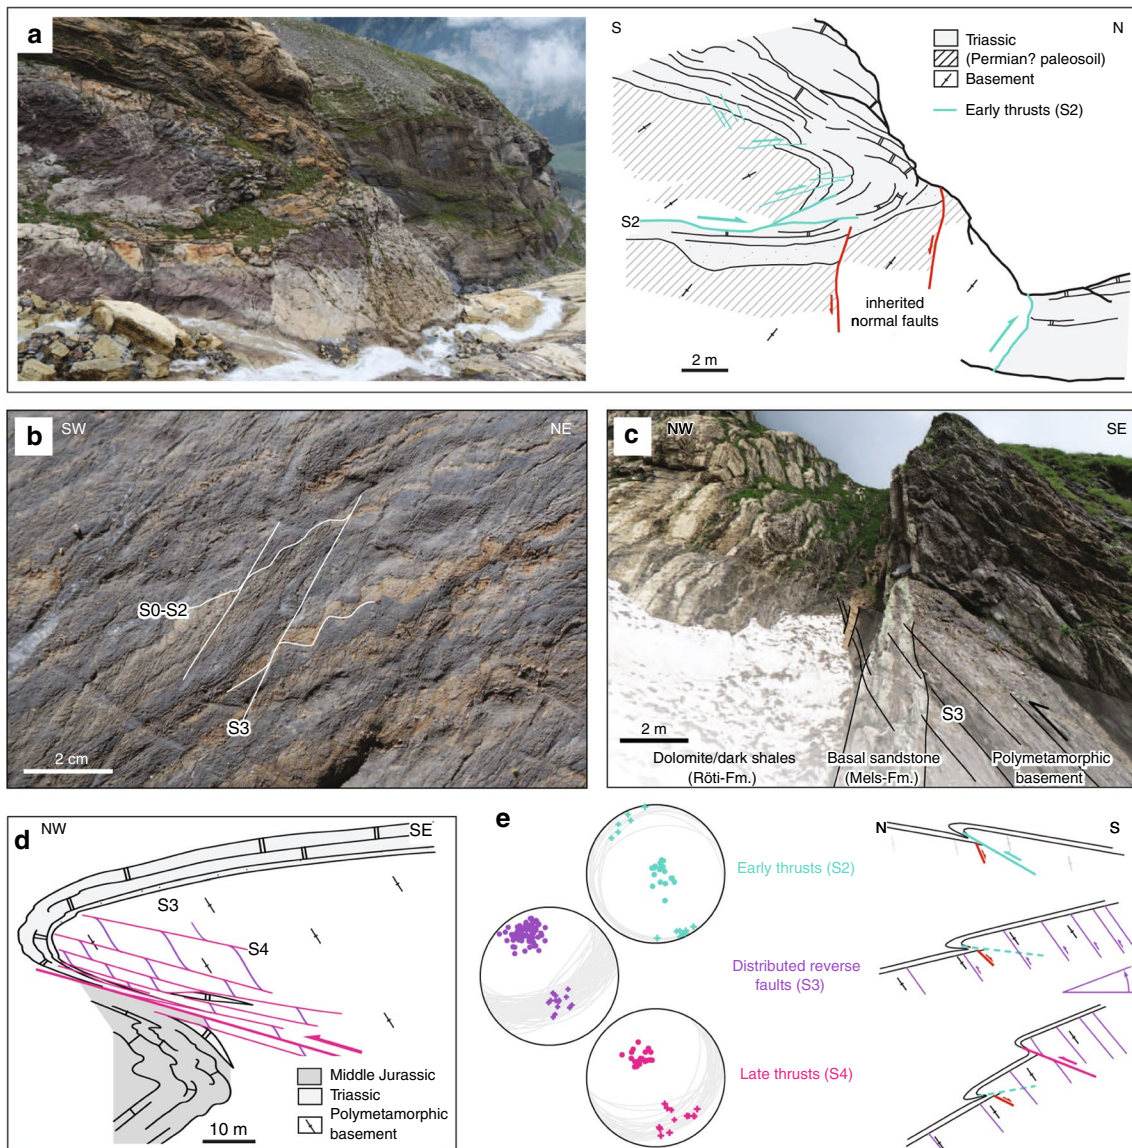 a
S
N
Triassic
(Permian? paleosoil)
Basement
Early thrusts (S2)
S2
inherited
normal faults
2 m
b
SW
NE
S0-S2
S3
2 cm
c
NW
SE
S3
2 m
Dolomite/dark shales
(Röti-Fm.)
Basal sandstone
(Mels-Fm.)
Polymetamorphic
basement
d
NW
SE
S3
S4
Middle Jurassic
Triassic
Polymetamorphic
basement
10 m
e
N
S
Early thrusts (S2)
Distributed reverse
faults (S3)
Late thrusts (S4)